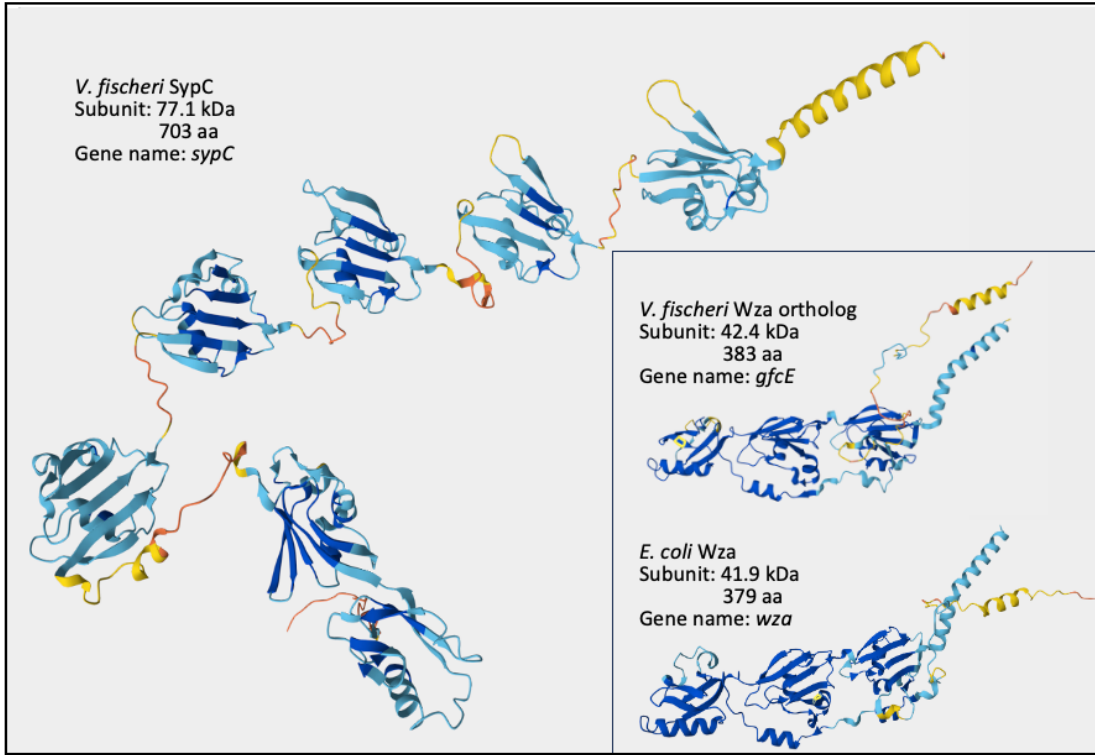 V. fischeri SypC
Subunit: 77.1 kDa
703 aa
Gene name: sypC
V. fischeri Wza ortholog
Subunit: 42.4 kDa
383 aa
Gene name: gfcE
E. coli Wza
Subunit: 41.9 kDa
379 aa
Gene name: wza